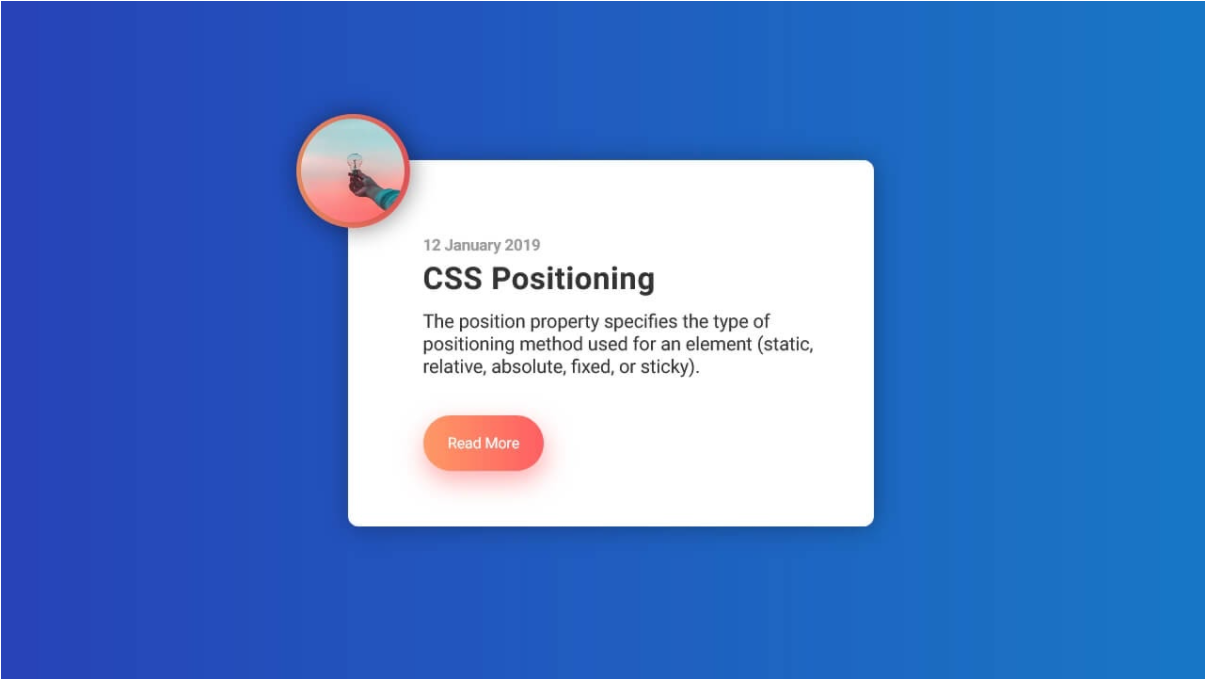 12 January 2019
CSS Positioning
The position property specifies the type of
positioning method used for an element (static,
relative, absolute, fixed, or sticky).
Read More